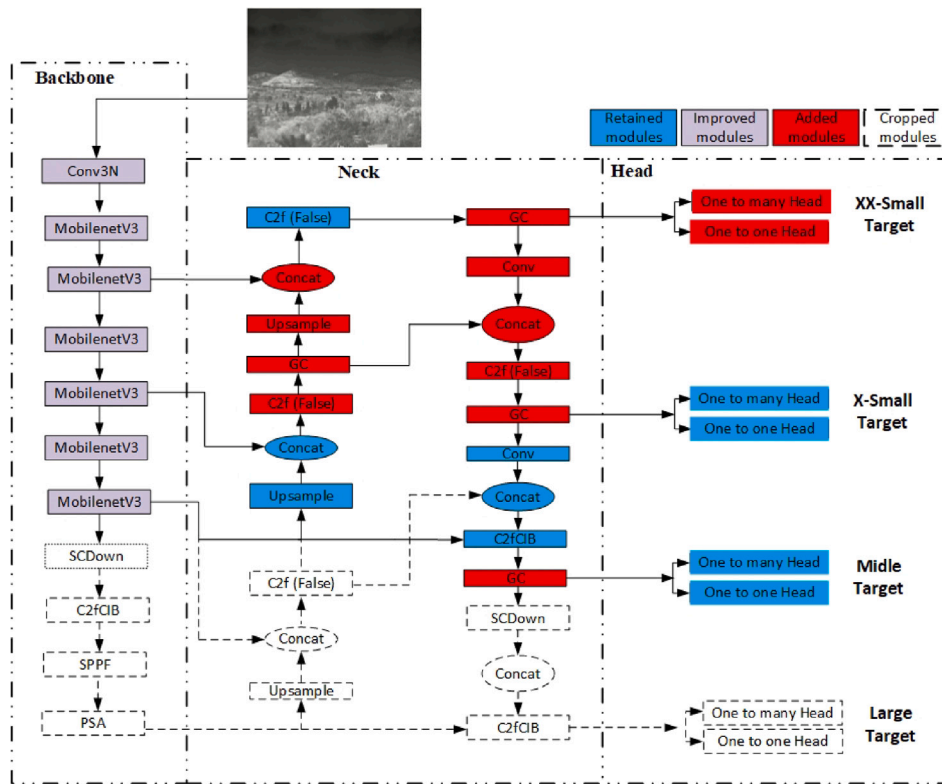 Backbone
Retained
modules
Improved
modules
Added
modules
Cropped
modules
Neck
Head
Conv3N
MobilenetV3
MobilenetV3
MobilenetV3
MobilenetV3
MobilenetV3
MobilenetV3
SCDown
C2fCIB
SPPF
PSA
C2f (False)
Concat
Upsample
GC
C2f (False)
Concat
Upsample
C2f (False)
Concat
Upsample
GC
Conv
Concat
C2f (False)
GC
Conv
Concat
C2fCIB
GC
SCDown
Concat
C2fCIB
One to many Head
One to one Head
XX-Small
Target
One to many Head
One to one Head
X-Small
Target
One to many Head
One to one Head
Midle
Target
One to many Head
One to one Head
Large
Target